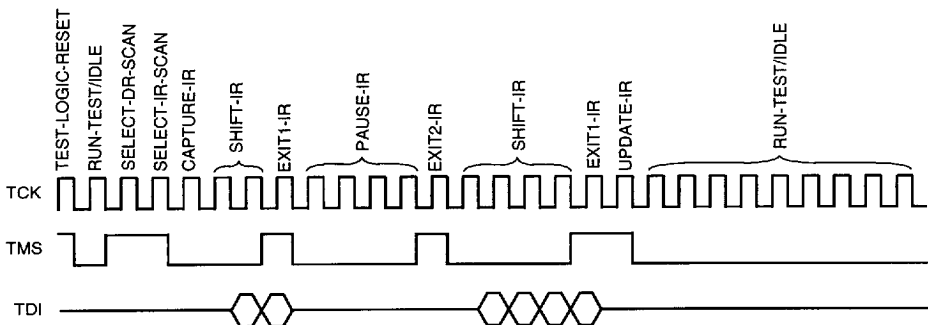 TEST-LOGIC-RESET
RUN-TEST/IDLE
SELECT-DR-SCAN
SELECT-IR-SCAN
CAPTURE-IR
SHIFT-IR
EXIT1-IR
PAUSE-IR
EXIT2-IR
SHIFT-IR
EXIT1-IR
UPDATE-IR
RUN-TEST/IDLE
TCK
TMS
TDI